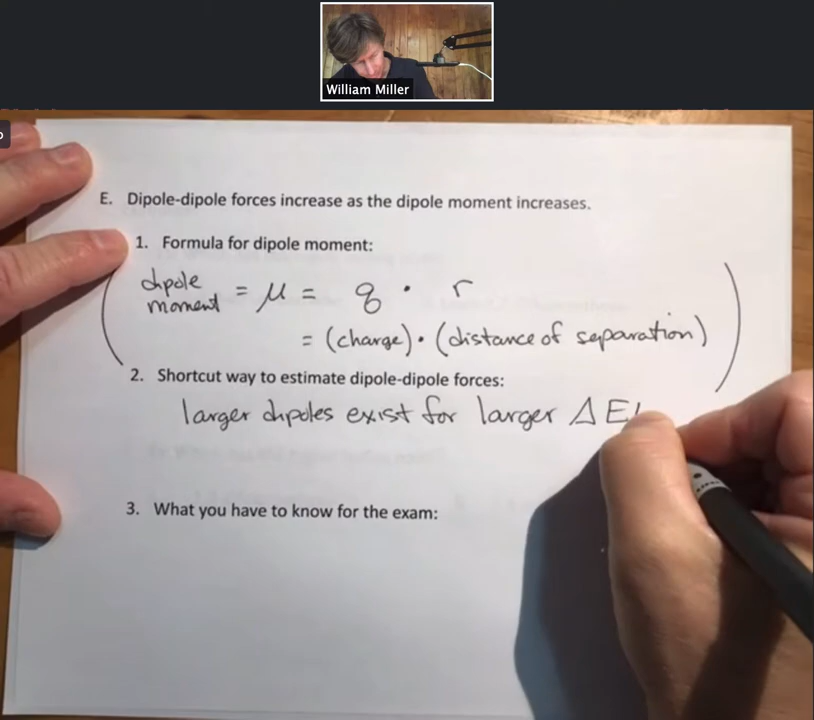 William Miller
E. Dipole-dipole forces increase as the dipole moment increases.
1. Formula for dipole moment:
dipole moment = μ = q · r
= (charge) · (distance of separation)
2. Shortcut way to estimate dipole-dipole forces:
larger dipoles exist for larger Δ E
3. What you have to know for the exam: